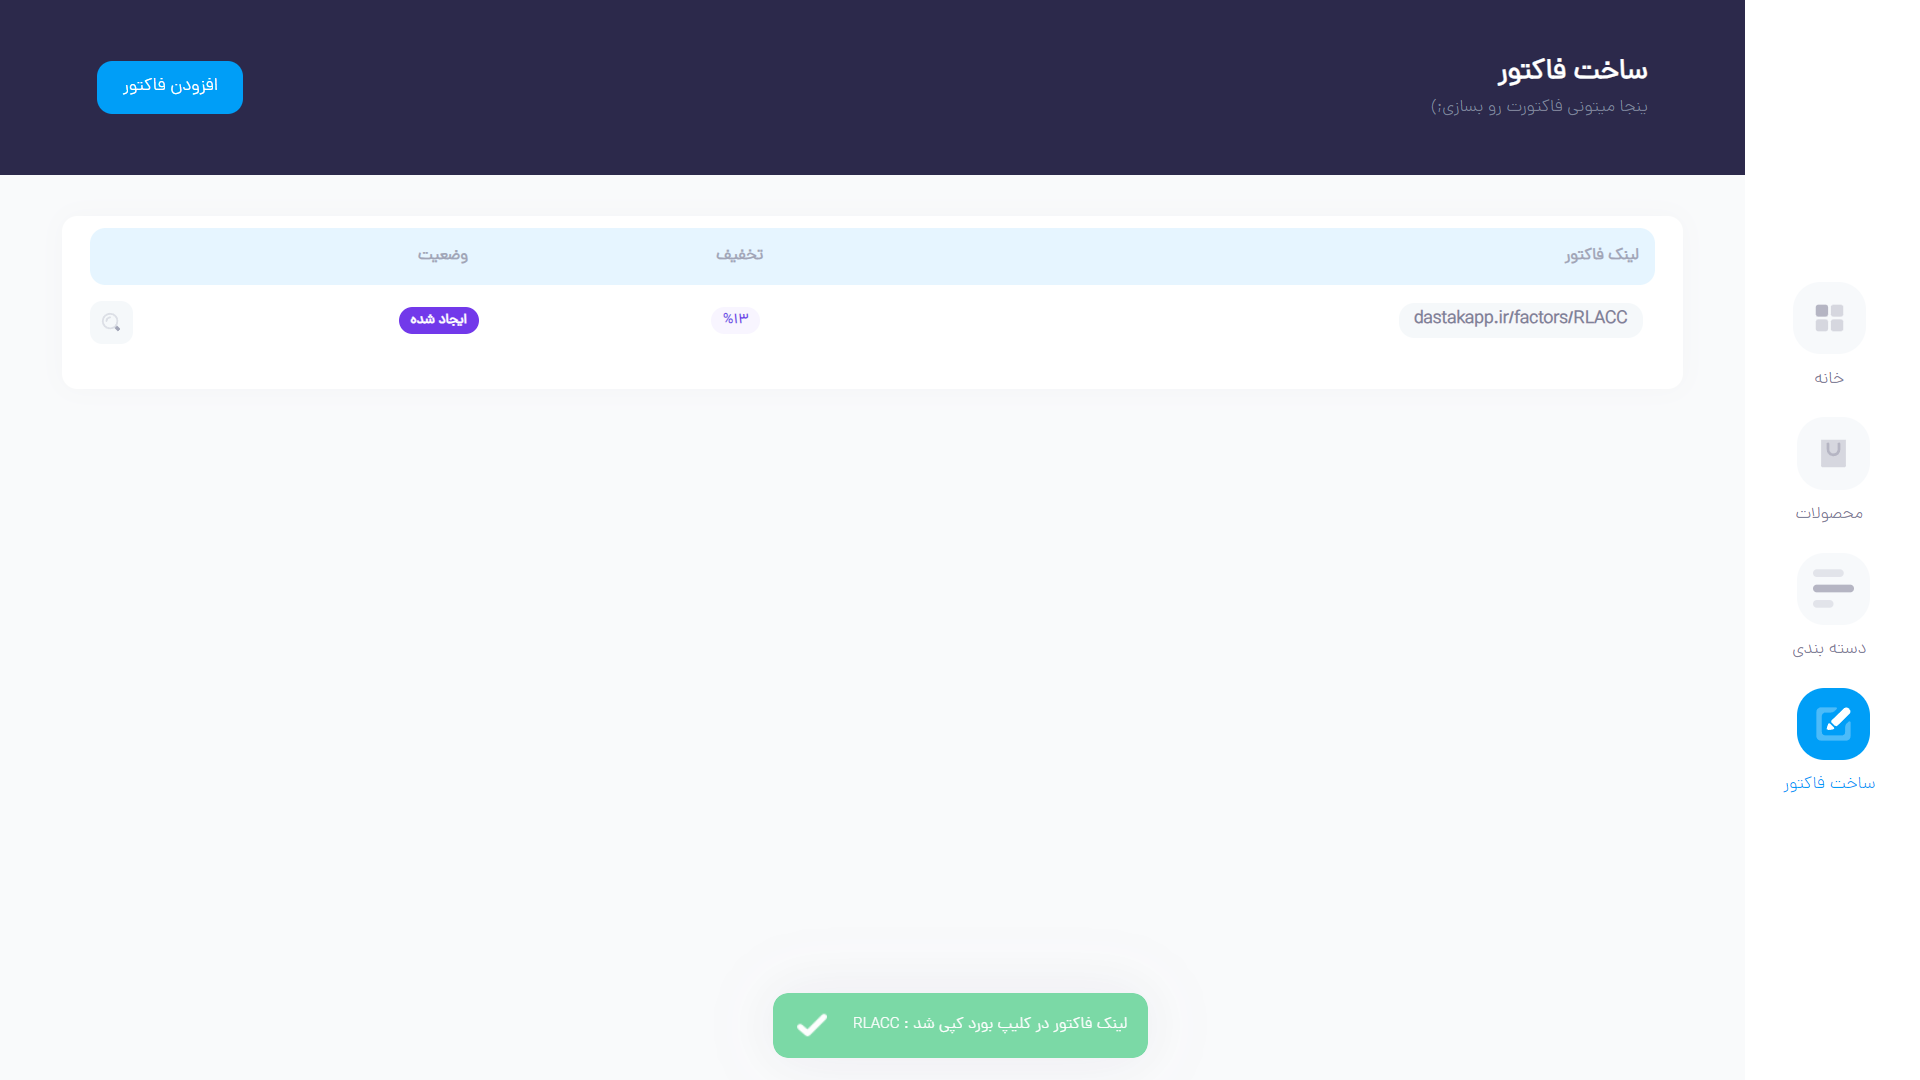 ساخت فاکتور
ینجا میتونی فاکتورت رو بسازی;)
افزودن فاکتور
لینک فاکتور
تخفیف
وضعیت
dastakapp.ir/factors/RLACC
%۱۳
ایجاد شده
خانه
محصولات
دسته بندی
ساخت فاکتور
لینک فاکتور در کلیپ بورد کپی شد : RLACC